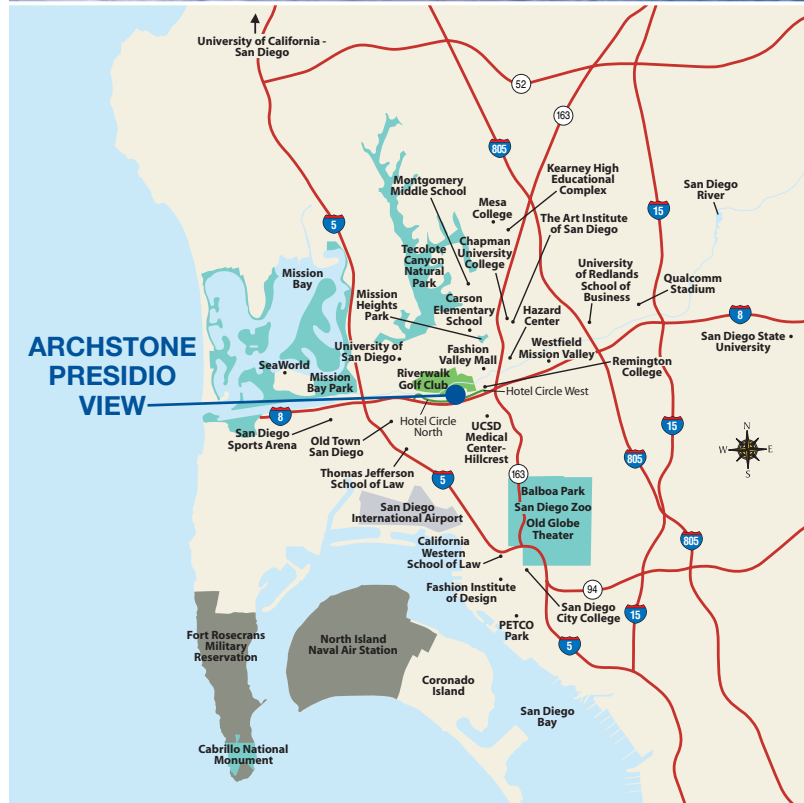 University of California -
San Diego
52
163
805
Kearney High
Educational
Complex
Montgomery
Middle School
San Diego
River
Mesa
College
The Art Institute
of San Diego
15
5
Chapman
University
College
Tecolote
Canyon
Natural
Park
University
of Redlands
School of
Business
Mission
Bay
Qualcomm
Stadium
Mission
Heights
Park
Carson
Elementary
School
Hazard
Center
8
San Diego State
University
Westfield
Mission Valley
University of
San Diego
Fashion
Valley Mall
Remington
College
ARCHSTONE
PRESIDIO
VIEW
SeaWorld
Mission
Bay Park
Riverwalk
Golf Club
Hotel Circle West
8
Hotel Circle
North
San Diego
Sports Arena
Old Town
San Diego
UCSD
Medical
Center-
Hillcrest
15
N
W
E
S
Thomas Jefferson
School of Law
5
163
805
Balboa Park
San Diego Zoo
Old Globe
Theater
San Diego
International Airport
805
California
Western
School of Law
Fashion Institute
of Design
94
San Diego
City College
15
PETCO
Park
5
Fort Rosecrans
Military
Reservation
North Island
Naval Air Station
Coronado
Island
San Diego
Bay
Cabrillo National
Monument